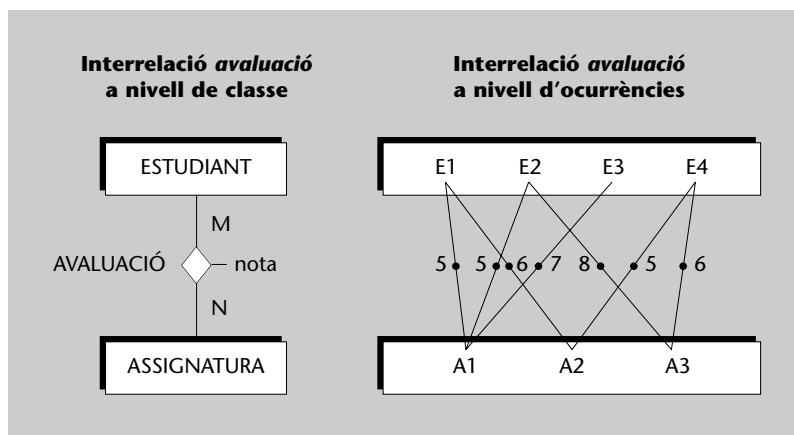 Interrelació avaluació
a nivell de classe
Interrelació avaluació
a nivell d'ocurrències
ESTUDIANT
M
AVALUACIÓ
nota
N
ASSIGNATURA
E1 E2 E3 E4
5 5 6 7 8 5 6
A1 A2 A3